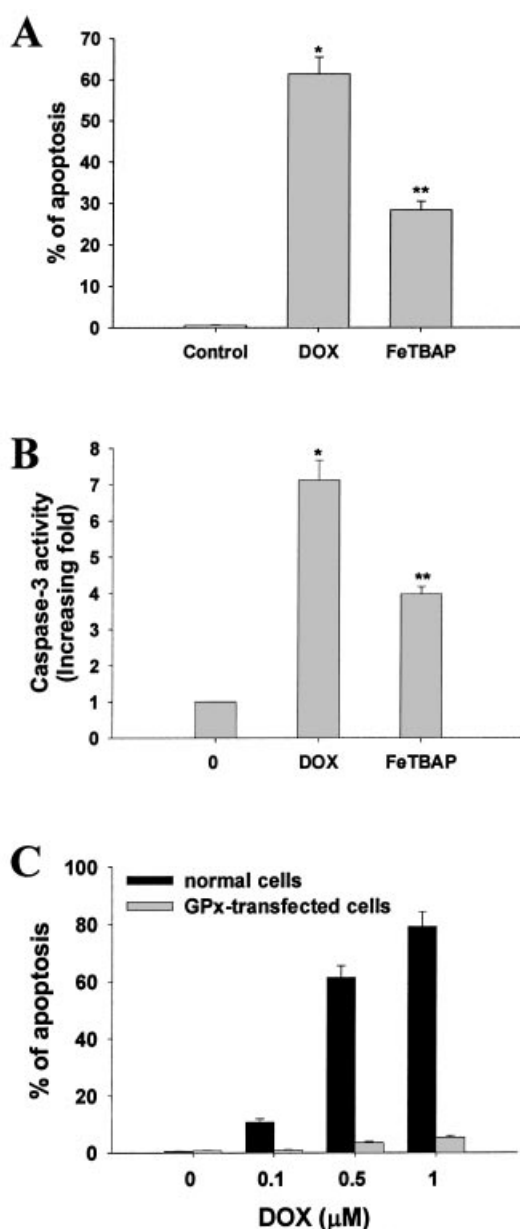 A
% of apoptosis
70
60
50
40
30
20
10
0
*
**
Control DOX FeTBAP
B
Caspase-3 activity
(Increasing fold)
8
7
6
5
4
3
2
1
0
*
**
0 DOX FeTBAP
C
% of apoptosis
100
80
60
40
20
0
normal cells
GPx-transfected cells
0 0.1 0.5 1
DOX (μM)